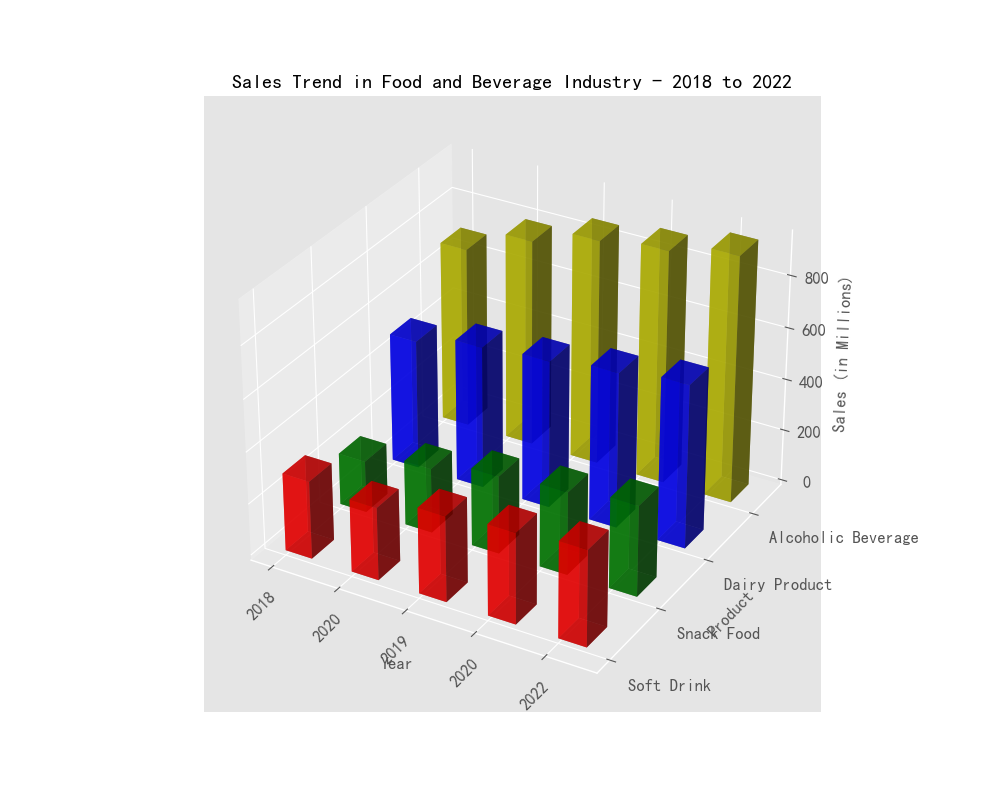 Sales Trend in Food and Beverage Industry - 2018 to 2022
800
600
400
200
0
Sales (in Millions)
Alcoholic Beverage
Dairy Product
Snack Food
Soft Drink
Product
2018
2020
2019
2020
2022
Year